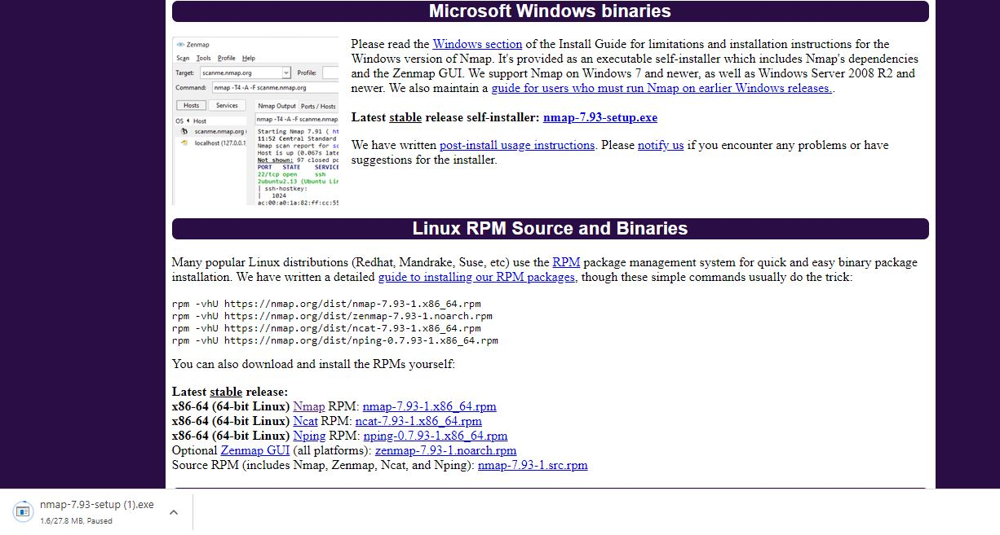 Microsoft Windows binaries
Zenmap
Scan Tools Profile Help
Target: scanme.nmap.org Profile:
Command: nmap -T4 -A -F scanme.nmap.org
Hosts Services Nmap Output Ports / Hosts
OS Host
nmap -T4 -A -F scanme.nmap
scanme.nmap.org
localhost (127.0.0.1
Starting Nmap 7.91 ( ht
11:52 Central Standard
Nmap scan report for sc
Host is up (0.067s late
Not shown: 97 closed po
PORT STATE SERVICE
22/tcp open ssh
2ubuntu2.13 (Ubuntu Lin
| ssh-hostkey:
| 1024
ac:00:a0:1a:82:ff:cc:55
Please read the Windows section of the Install Guide for limitations and installation instructions for the
Windows version of Nmap. It's provided as an executable self-installer which includes Nmap's dependencies
and the Zenmap GUI. We support Nmap on Windows 7 and newer, as well as Windows Server 2008 R2 and
newer. We also maintain a guide for users who must run Nmap on earlier Windows releases..
Latest stable release self-installer: nmap-7.93-setup.exe
We have written post-install usage instructions. Please notify us if you encounter any problems or have
suggestions for the installer.
Linux RPM Source and Binaries
Many popular Linux distributions (Redhat, Mandrake, Suse, etc) use the RPM package management system for quick and easy binary package
installation. We have written a detailed guide to installing our RPM packages, though these simple commands usually do the trick:
rpm -vhU https://nmap.org/dist/nmap-7.93-1.x86_64.rpm
rpm -vhU https://nmap.org/dist/zenmap-7.93-1.noarch.rpm
rpm -vhU https://nmap.org/dist/ncat-7.93-1.x86_64.rpm
rpm -vhU https://nmap.org/dist/nping-0.7.93-1.x86_64.rpm
You can also download and install the RPMs yourself:
Latest stable release:
x86-64 (64-bit Linux) Nmap RPM: nmap-7.93-1.x86_64.rpm
x86-64 (64-bit Linux) Ncat RPM: ncat-7.93-1.x86_64.rpm
x86-64 (64-bit Linux) Nping RPM: nping-0.7.93-1.x86_64.rpm
Optional Zenmap GUI (all platforms): zenmap-7.93-1.noarch.rpm
Source RPM (includes Nmap, Zenmap, Ncat, and Nping): nmap-7.93-1.src.rpm
nmap-7.93-setup (1).exe
1.6/27.8 MB, Paused